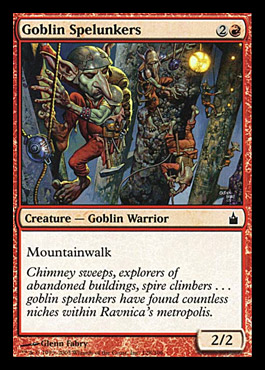 Goblin Spelunkers 2
Creature — Goblin Warrior
Mountainwalk
Chimney sweeps, explorers of
abandoned buildings, spire climbers . . .
goblin spelunkers have found countless
niches within Ravnica's metropolis.
Glenn Fabry
2/2